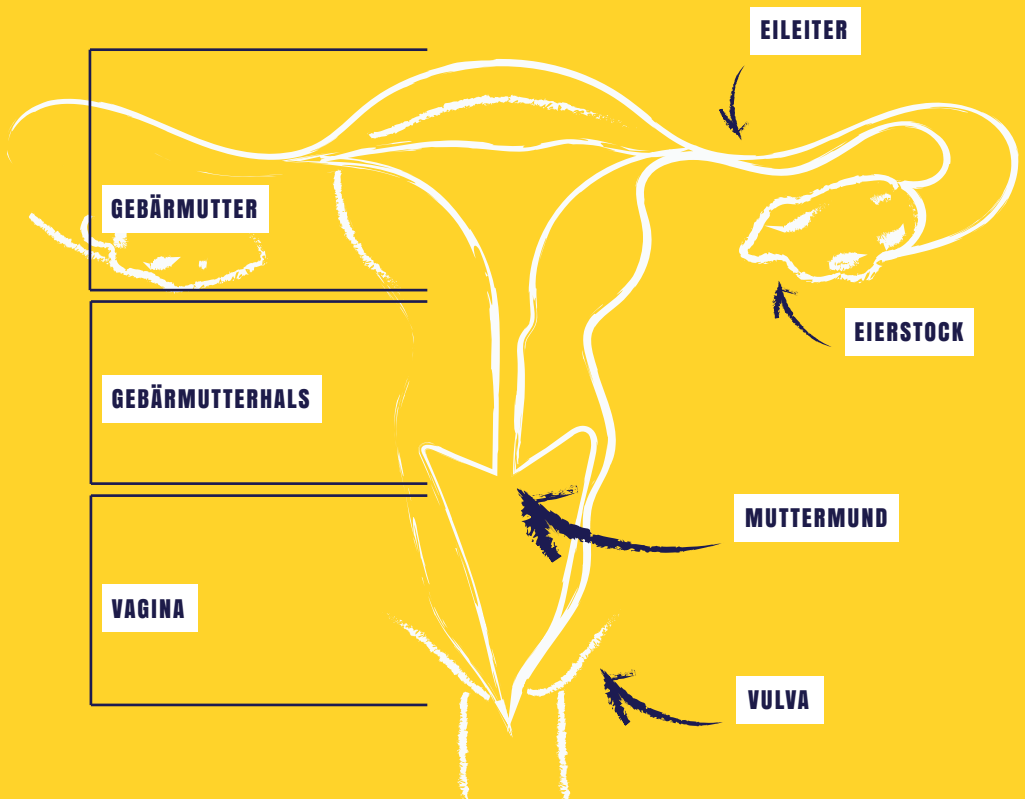 EILEITER
GEBÄRMUTTER
EIERSTOCK
GEBÄRMUTTERHALS
MUTTERMUND
VAGINA
VULVA